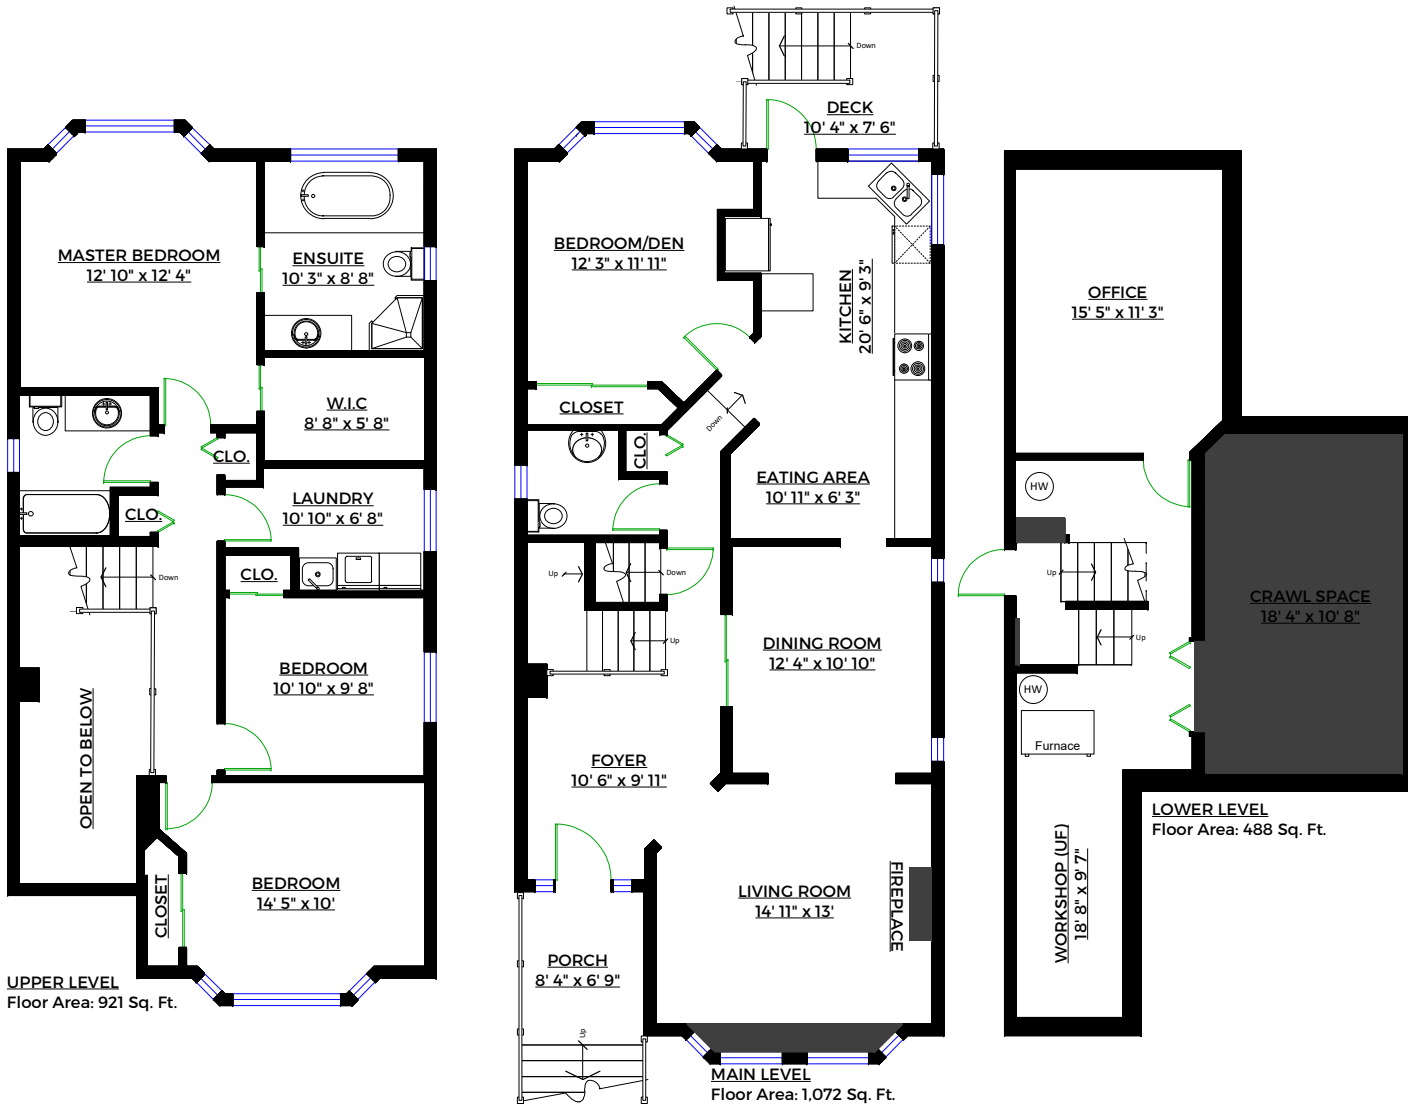 MASTER BEDROOM
12' 10" x 12' 4"
ENSUITE
10' 3" x 8' 8"
W.I.C
8' 8" x 5' 8"
CLO.
LAUNDRY
10' 10" x 6' 8"
CLO.
CLO.
Down
BEDROOM
10' 10" x 9' 8"
OPEN TO BELOW
BEDROOM
14' 5" x 10'
CLOSET
UPPER LEVEL
Floor Area: 921 Sq. Ft.
Down
DECK
10' 4" x 7' 6"
BEDROOM/DEN
12' 3" x 11' 11"
KITCHEN
20' 6" x 9' 3"
CLOSET
Down
CLO.
EATING AREA
10' 11" x 6' 3"
Up
Down
Up
DINING ROOM
12' 4" x 10' 10"
FOYER
10' 6" x 9' 11"
LIVING ROOM
14' 11" x 13'
FIREPLACE
PORCH
8' 4" x 6' 9"
Up
MAIN LEVEL
Floor Area: 1,072 Sq. Ft.
OFFICE
15' 5" x 11' 3"
HW
Up
CRAWL SPACE
18' 4" x 10' 8"
Up
HW
Furnace
WORKSHOP (UF)
18' 8" x 9' 7"
LOWER LEVEL
Floor Area: 488 Sq. Ft.